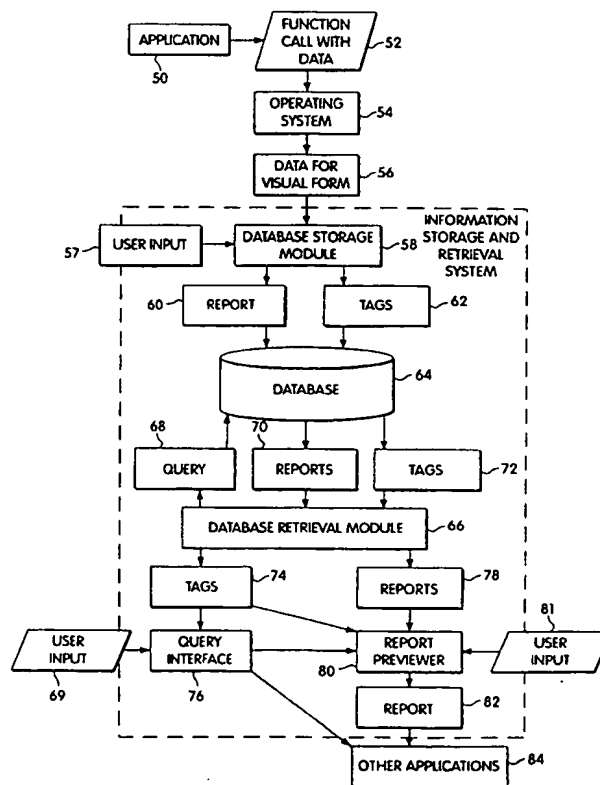 APPLICATION
50
FUNCTION
CALL WITH
DATA
52
OPERATING
SYSTEM
54
DATA FOR
VISUAL FORM
56
INFORMATION
STORAGE AND
RETRIEVAL
SYSTEM
57
USER INPUT
DATABASE STORAGE
MODULE
58
60
REPORT
TAGS
62
DATABASE
64
68
QUERY
70
REPORTS
TAGS
72
DATABASE RETRIEVAL MODULE
66
TAGS
74
REPORTS
78
81
USER
INPUT
69
QUERY
INTERFACE
76
REPORT
PREVIEWER
80
USER
INPUT
REPORT
82
OTHER APPLICATIONS
84